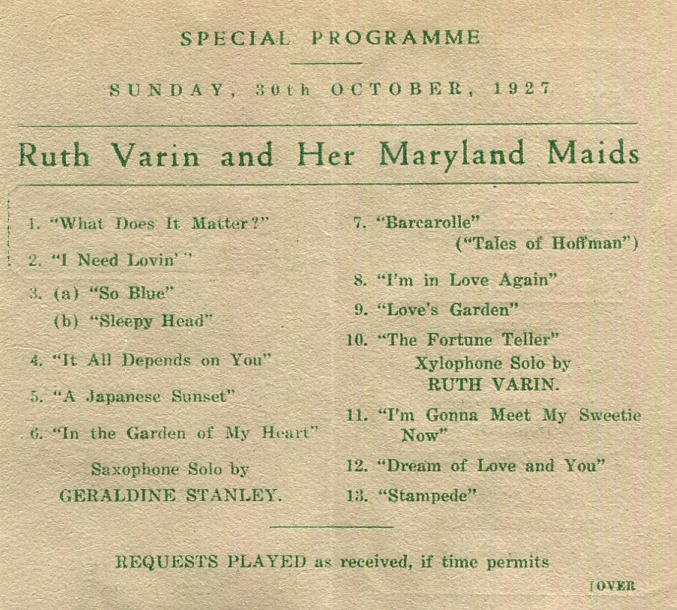 SPECIAL PROGRAMME
SUNDAY, 30th OCTOBER, 1927
Ruth Varin and Her Maryland Maids
1. "What Does It Matter?"
2. "I Need Lovin' "
3. (a) "So Blue"
(b) "Sleepy Head"
4. "It All Depends on You"
5. "A Japanese Sunset"
6. "In the Garden of My Heart"
Saxophone Solo by
GERALDINE STANLEY.
7. "Barcarolle"
("Tales of Hoffman")
8. "I'm in Love Again"
9. "Love's Garden"
10. "The Fortune Teller"
Xylophone Solo by
RUTH VARIN.
11. "I'm Gonna Meet My Sweetie
Now"
12. "Dream of Love and You"
13. "Stampede"
REQUESTS PLAYED as received, if time permits
[OVER